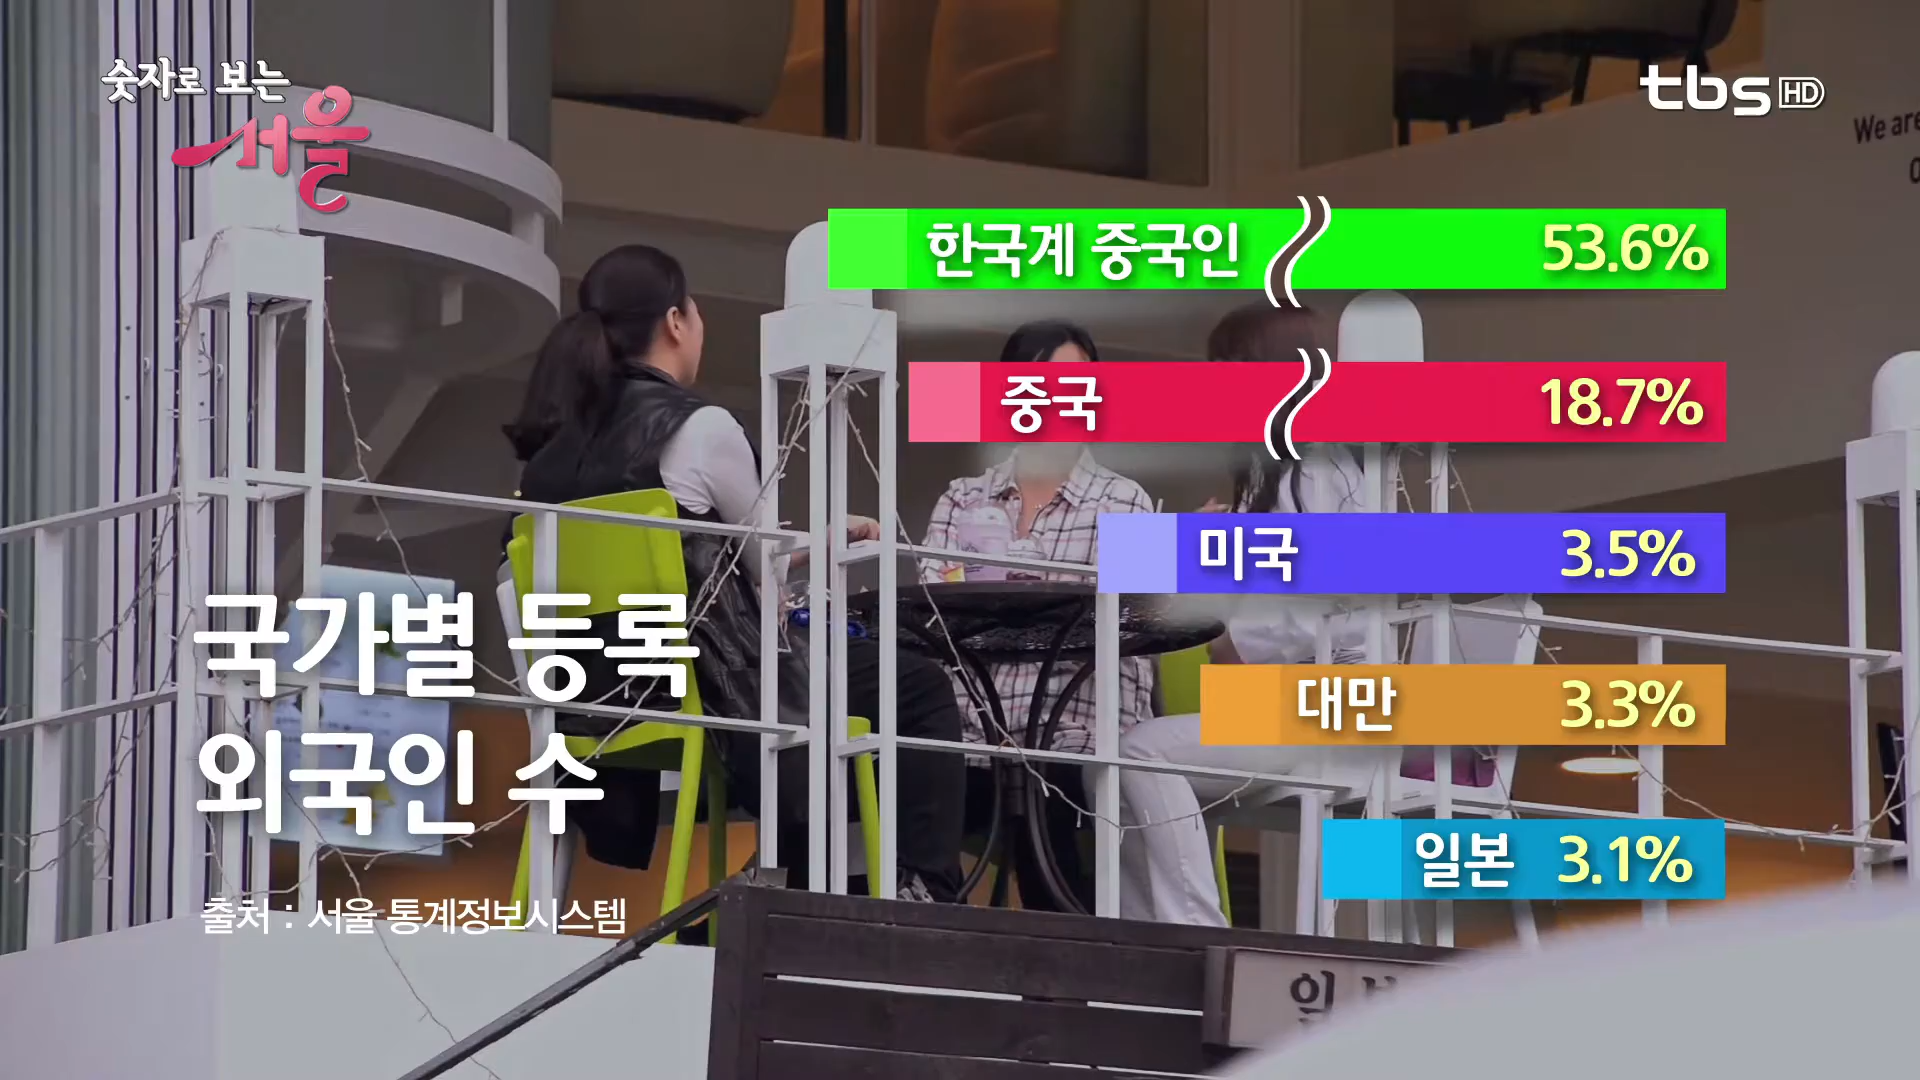 숫자로 보는
서울
tbs HD
We are
한국계 중국인 53.6%
중국 18.7%
미국 3.5%
대만 3.3%
일본 3.1%
국가별 등록
외국인 수
출처 : 서울 통계정보시스템